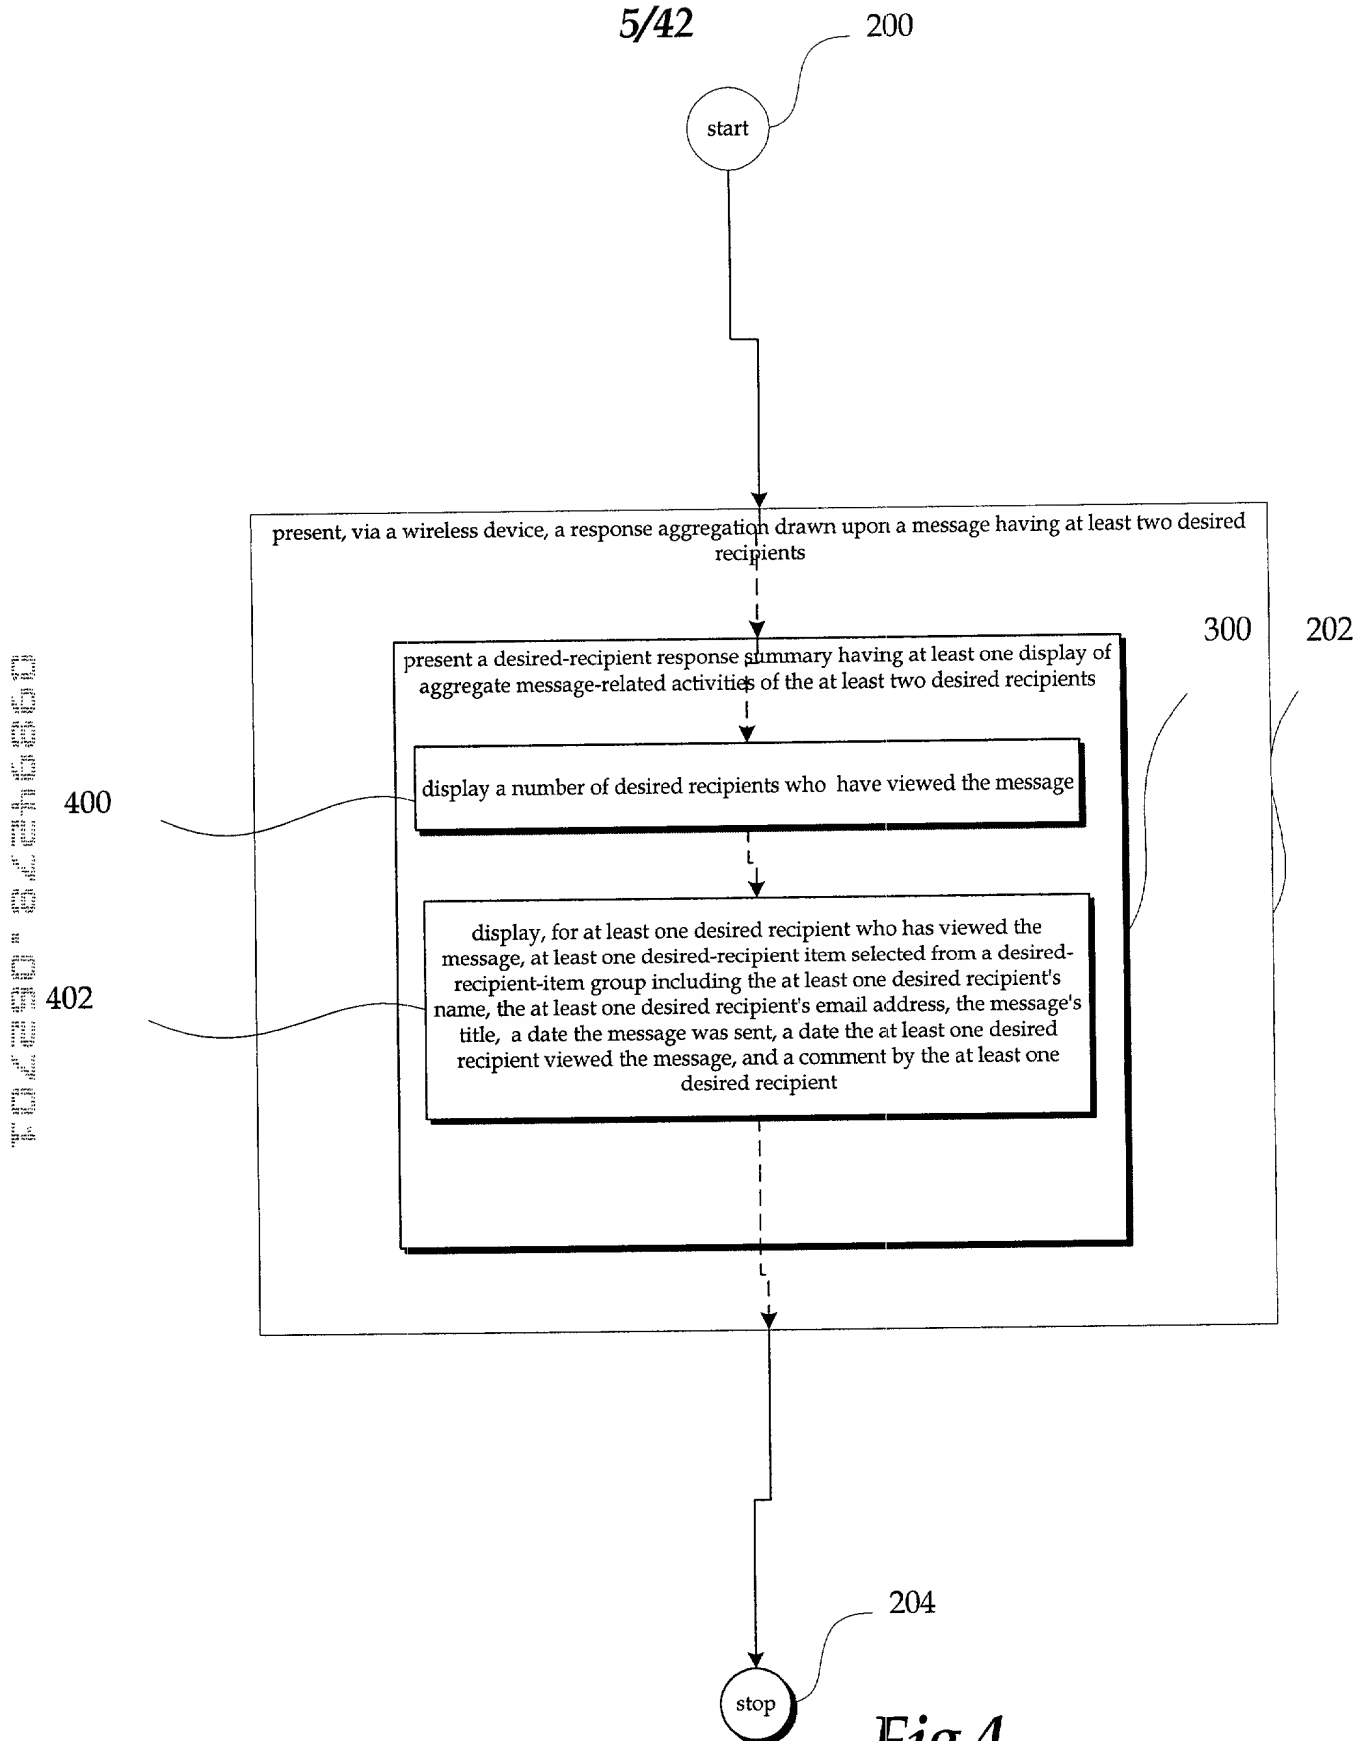 5/42
200
start
present, via a wireless device, a response aggregation drawn upon a message having at least two desired
recipients
300
202
present a desired-recipient response summary having at least one display of
aggregate message-related activities of the at least two desired recipients
400
display a number of desired recipients who have viewed the message
402
display, for at least one desired recipient who has viewed the
message, at least one desired-recipient item selected from a desired-
recipient-item group including the at least one desired recipient's
name, the at least one desired recipient's email address, the message's
title, a date the message was sent, a date the at least one desired
recipient viewed the message, and a comment by the at least one
desired recipient
204
stop
Fig 4